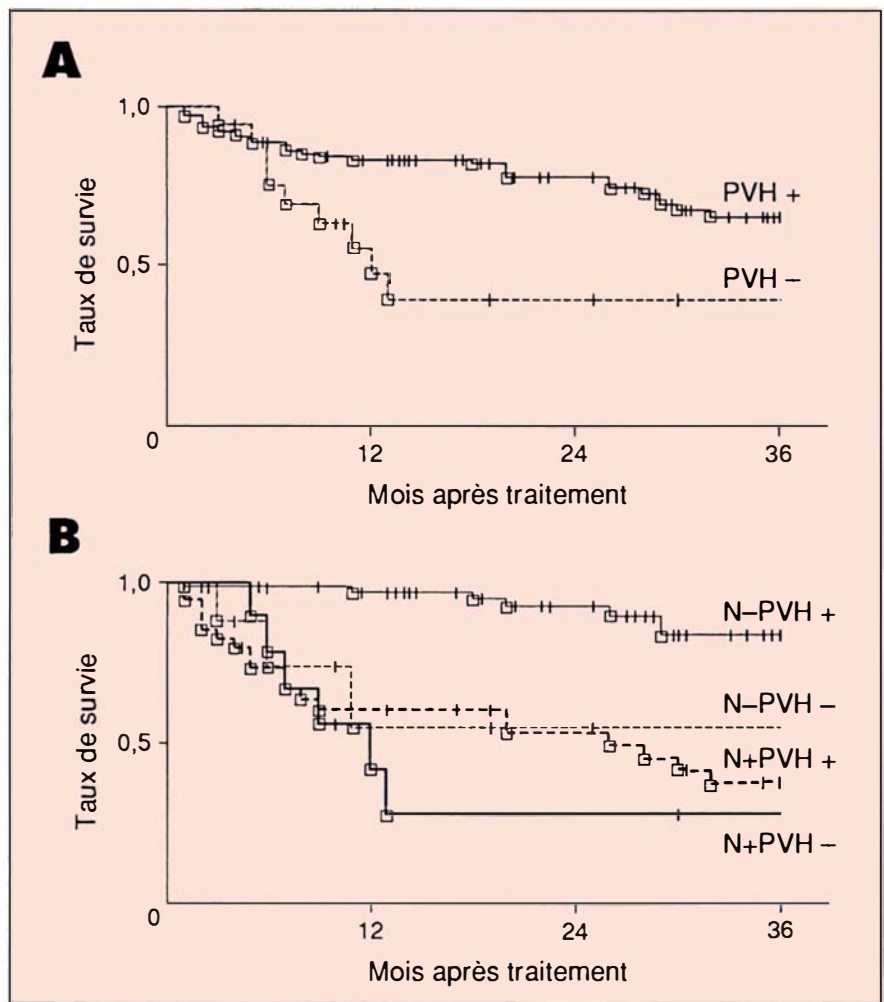 A
1,0
PVH +
0,5
PVH –
Taux de survie
0
12
24
36
Mois après traitement
B
1,0
N–PVH +
N–PVH –
N+PVH +
0,5
N+PVH –
Taux de survie
0
12
24
36
Mois après traitement